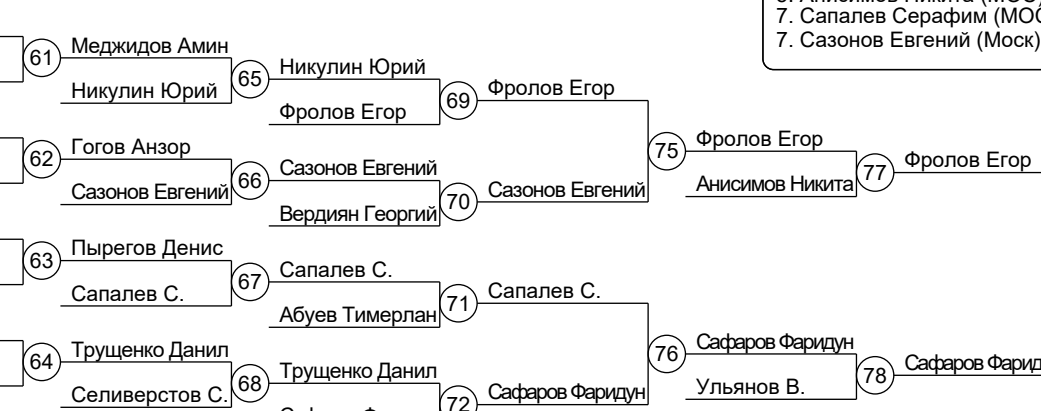 7. Сапалев Серафим (МОС
7. Сазонов Евгений (Моск)
61
Меджидов Амин
Никулин Юрий
65
Никулин Юрий
Фролов Егор
69
Фролов Егор
62
Гогов Анзор
Сазонов Евгений
66
Сазонов Евгений
Вердиян Георгий
70
Сазонов Евгений
75
Фролов Егор
Анисимов Никита
77
Фролов Егор
63
Пырегов Денис
Сапалев С.
67
Сапалев С.
Абуев Тимерлан
71
Сапалев С.
64
Трущенко Данил
Селиверстов С.
68
Трущенко Данил
72
Сафаров Фаридун
76
Сафаров Фаридун
Ульянов В.
78
Сафаров Фарид